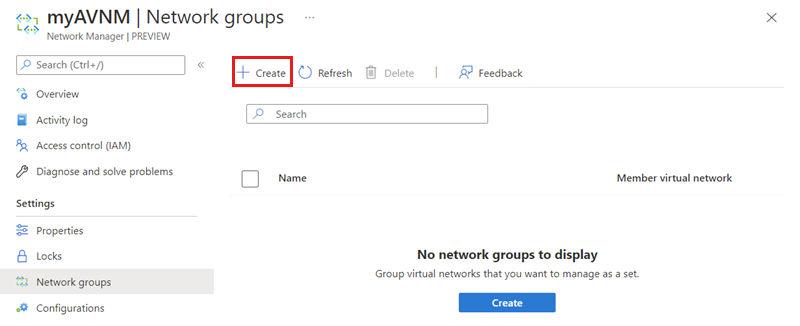 myAVNM | Network groups ...
Network Manager | PREVIEW
Search (Ctrl+/) «
Overview
Activity log
Access control (IAM)
Diagnose and solve problems
Settings
Properties
Locks
Network groups
Configurations
Create Refresh Delete | Feedback
Search
Name Member virtual network
No network groups to display
Group virtual networks that you want to manage as a set.
Create